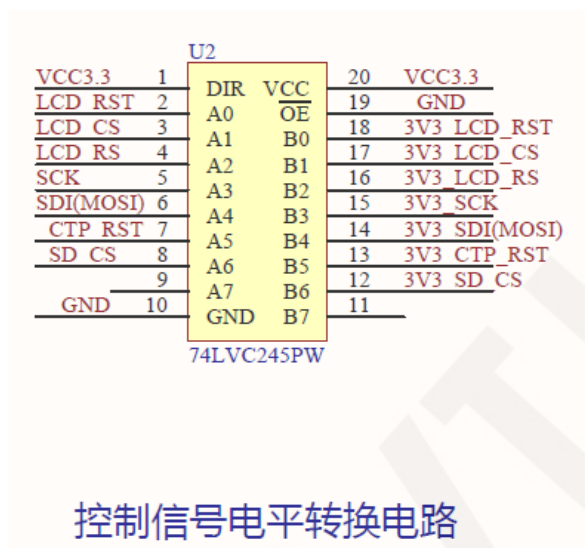 U2
VCC3.3 1 DIR VCC 20 VCC3.3
LCD_RST 2 A0 OE 19 GND
LCD_CS 3 A1 B0 18 3V3_LCD_RST
LCD_RS 4 A2 B1 17 3V3_LCD_CS
SCK 5 A3 B2 16 3V3_LCD_RS
SDI(MOSI) 6 A4 B3 15 3V3_SCK
CTP_RST 7 A5 B4 14 3V3_SDI(MOSI)
SD_CS 8 A6 B5 13 3V3_CTP_RST
9 A7 B6 12 3V3_SD_CS
GND 10 GND B7 11
74LVC245PW
控制信号电平转换电路